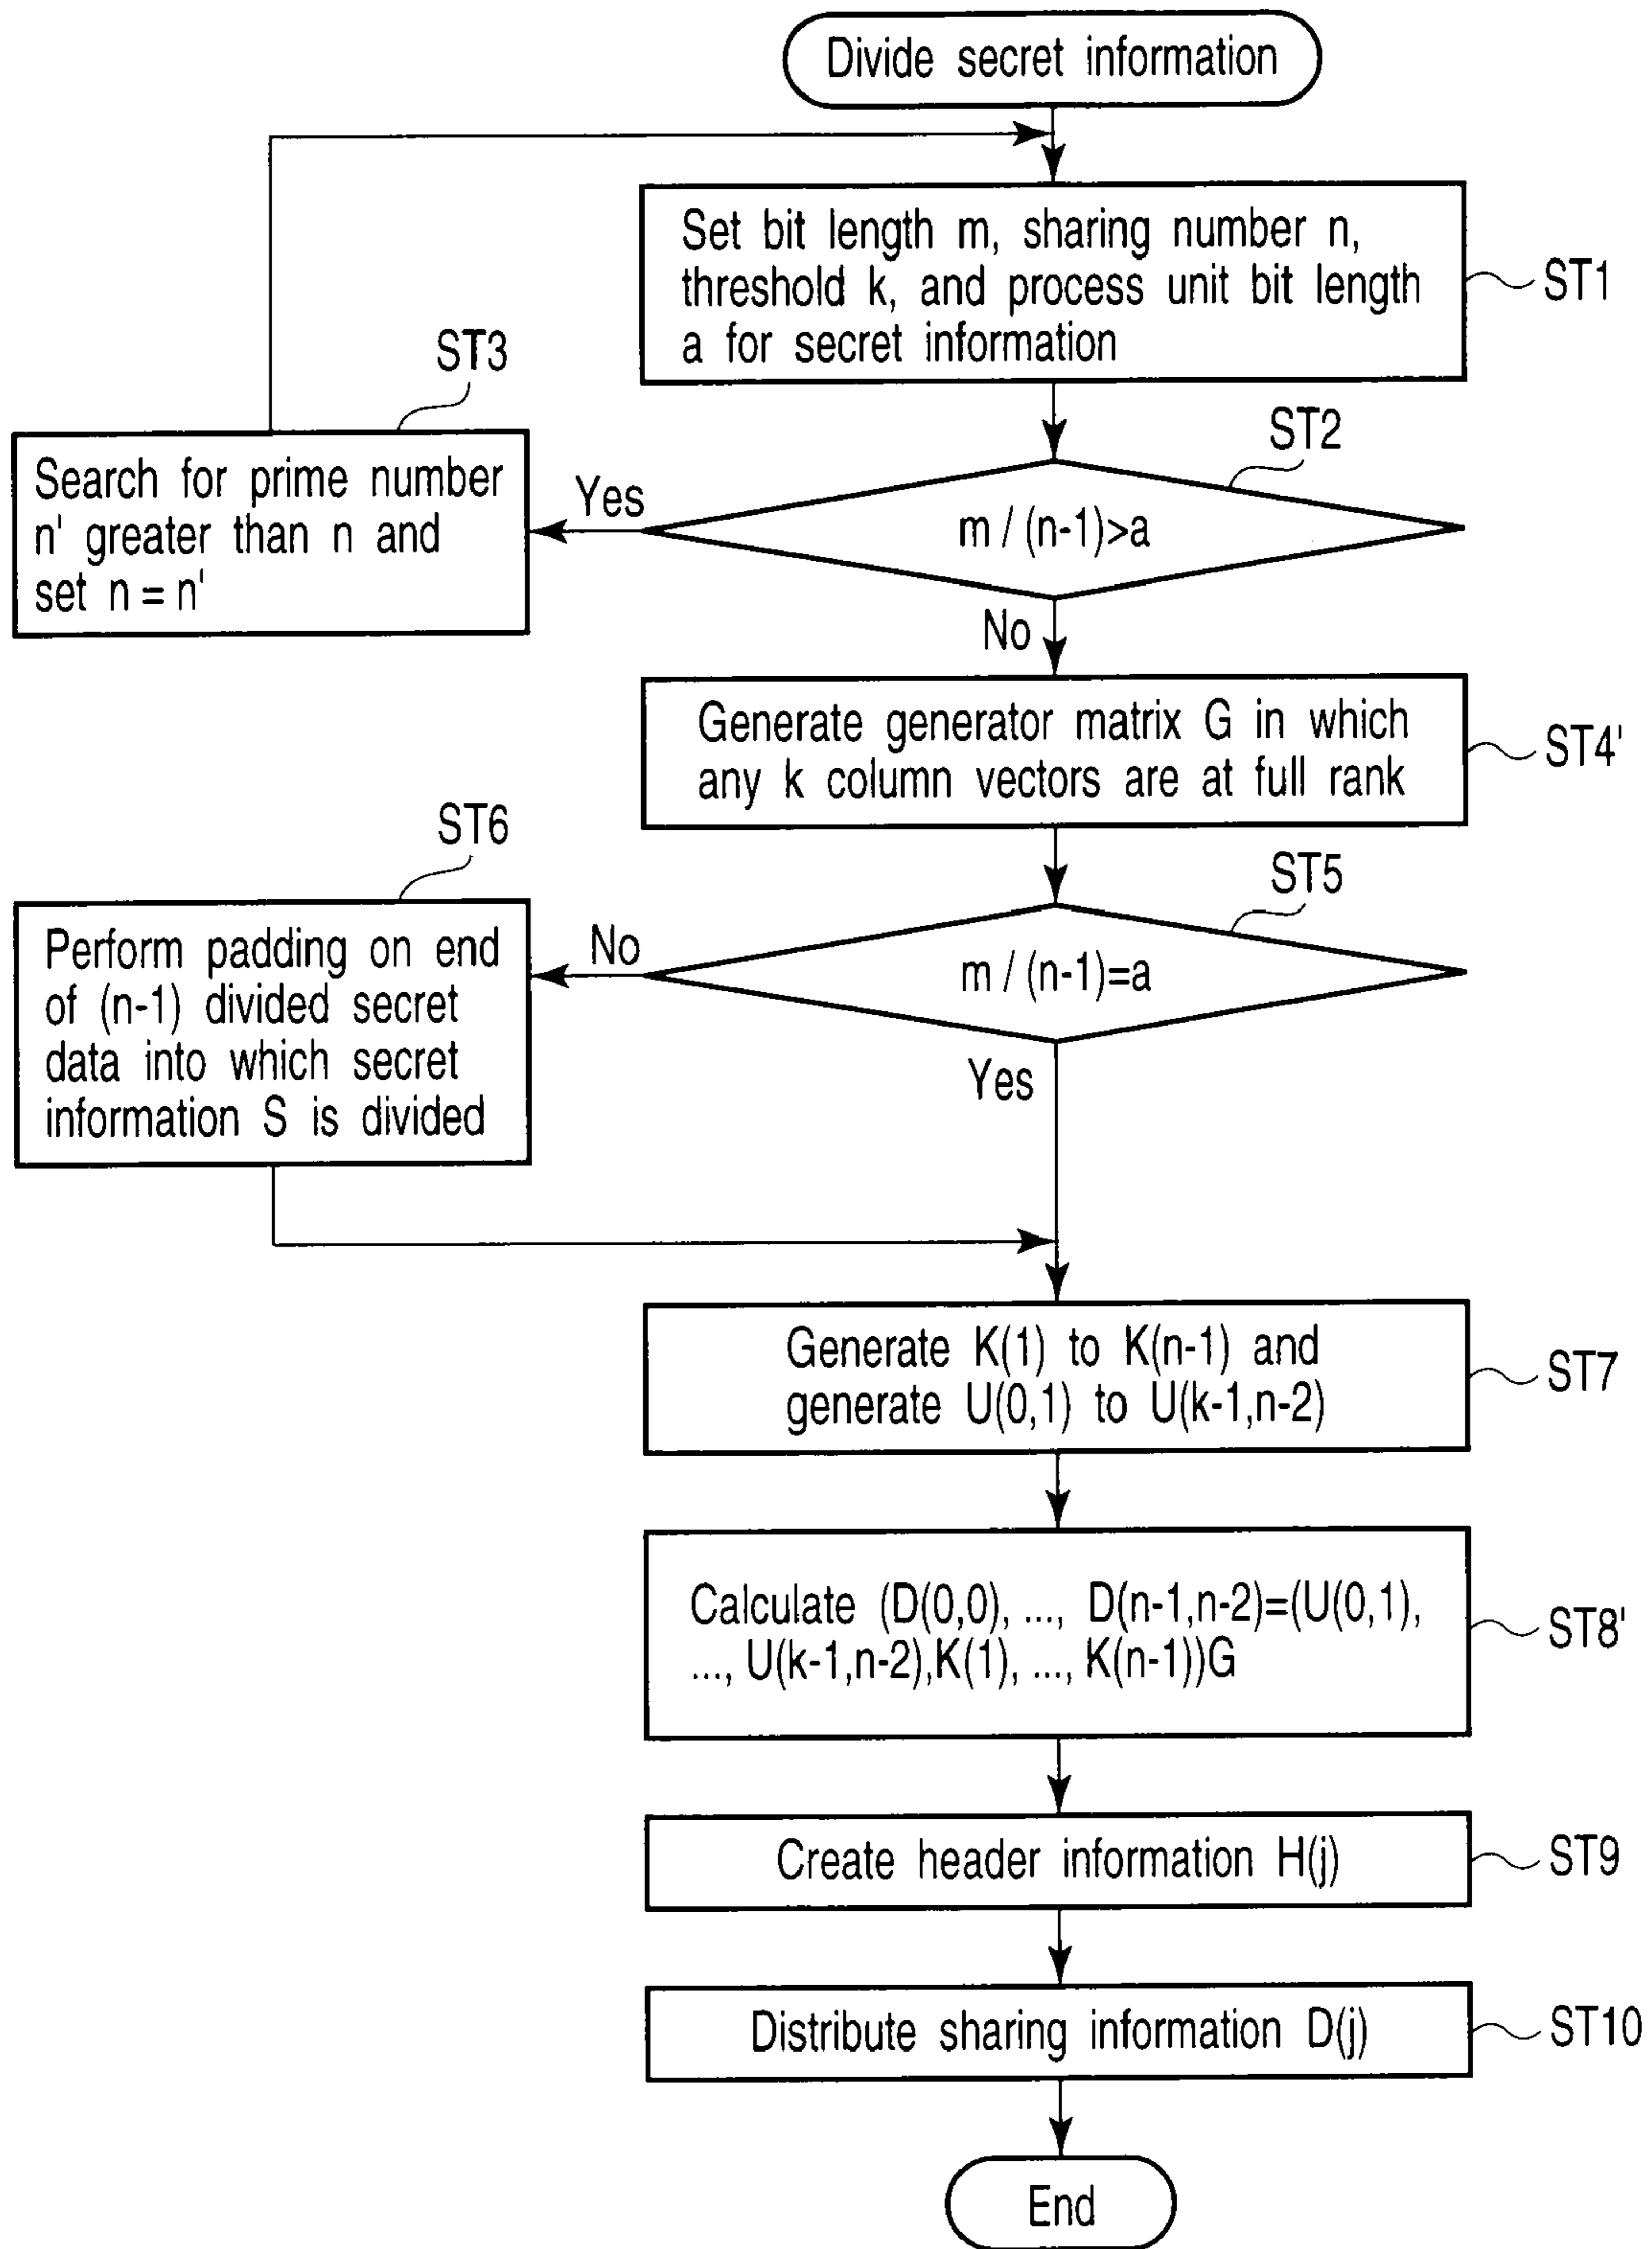 Divide secret information
Set bit length m, sharing number n,
threshold k, and process unit bit length
a for secret information
ST1
ST3
Search for prime number
n' greater than n and
set n = n'
Yes
ST2
m / (n-1)>a
No
Generate generator matrix G in which
any k column vectors are at full rank
ST4'
ST6
Perform padding on end
of (n-1) divided secret
data into which secret
information S is divided
No
ST5
m / (n-1)=a
Yes
Generate K(1) to K(n-1) and
generate U(0,1) to U(k-1,n-2)
ST7
Calculate (D(0,0), ..., D(n-1,n-2)=(U(0,1),
..., U(k-1,n-2),K(1), ..., K(n-1))G
ST8'
Create header information H(j)
ST9
Distribute sharing information D(j)
ST10
End